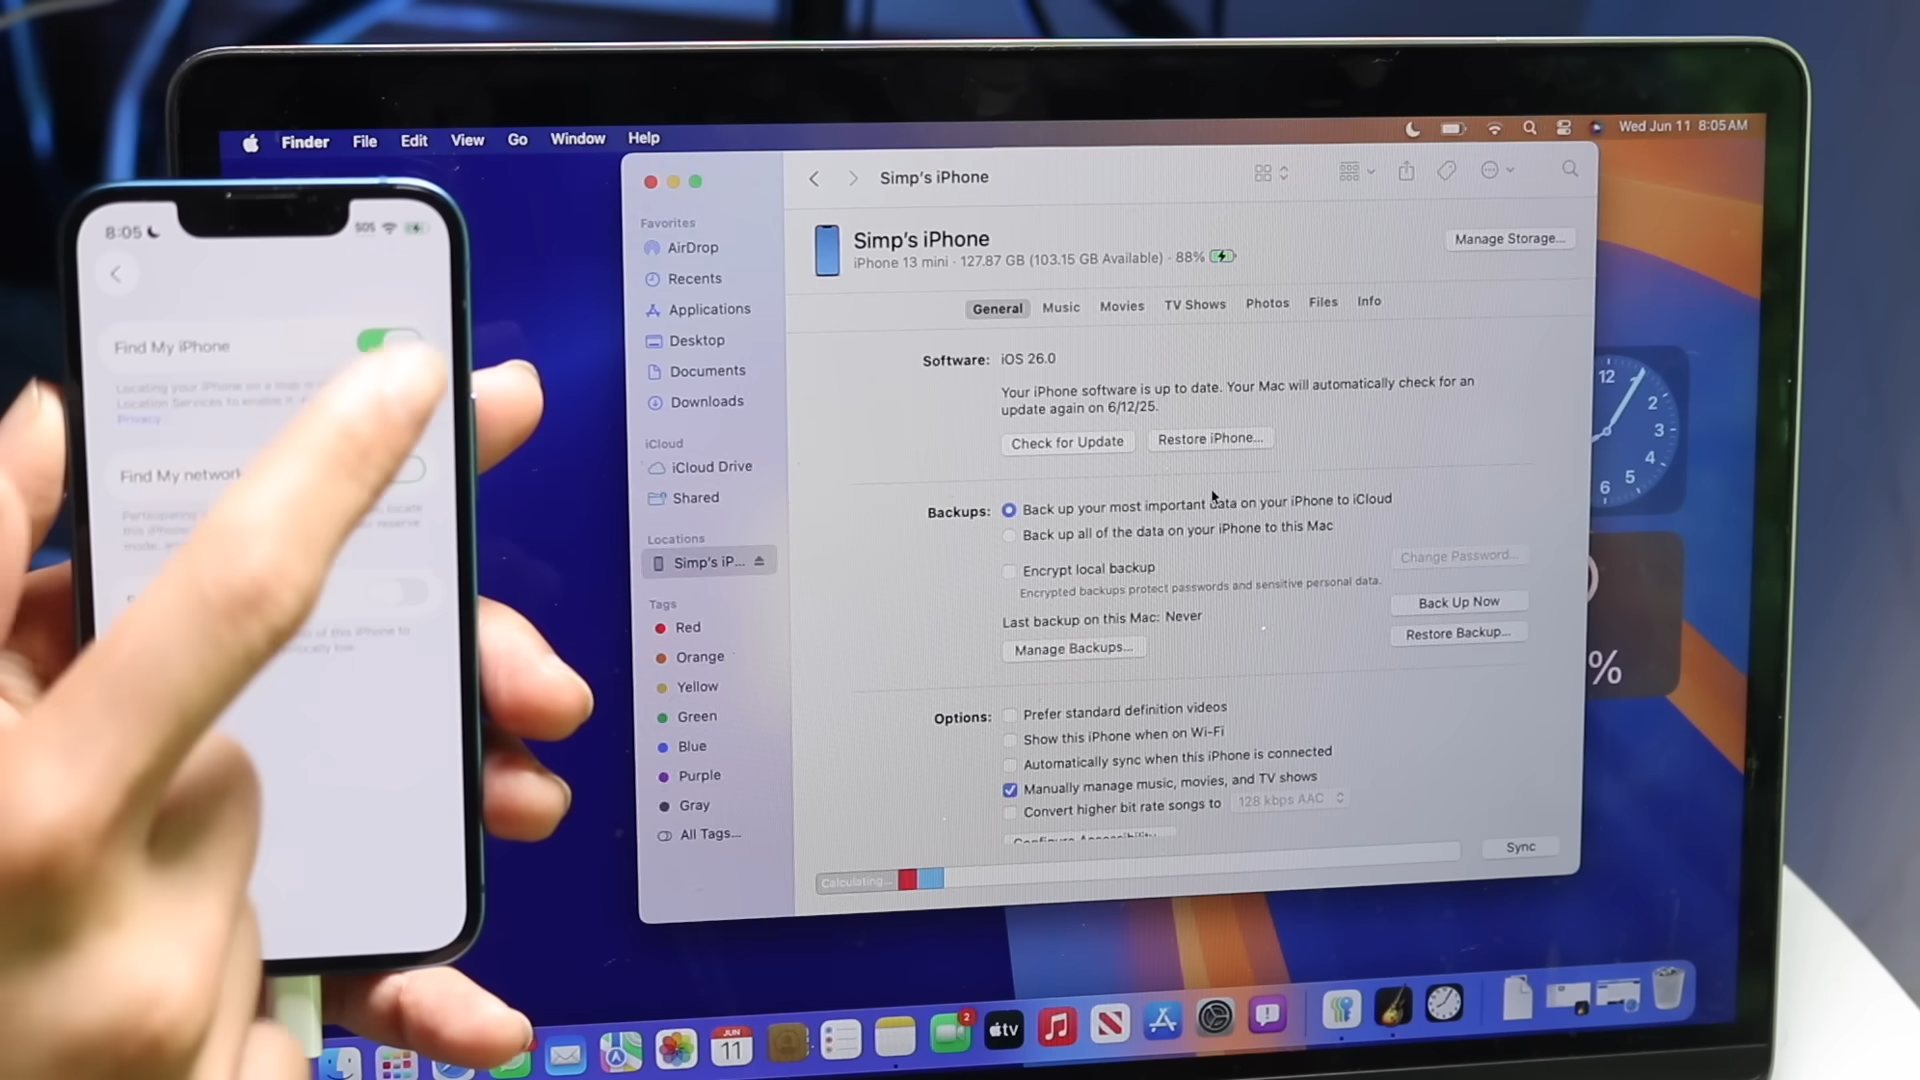 Finder File Edit View Go Window Help
Wed Jun 11 8:05 AM
8:05
SOS
Find My iPhone
Privacy
Find My network
Simp's iPhone
Favorites
AirDrop
Recents
Applications
Desktop
Documents
Downloads
iCloud
iCloud Drive
Shared
Locations
Simp's iP...
Tags
Red
Orange
Yellow
Green
Blue
Purple
Gray
All Tags...
Simp's iPhone
iPhone 13 mini · 127.87 GB (103.15 GB Available) · 88%
Manage Storage...
General Music Movies TV Shows Photos Files Info
Software: iOS 26.0
Your iPhone software is up to date. Your Mac will automatically check for an
update again on 6/12/25.
Check for Update Restore iPhone...
Backups: Back up your most important data on your iPhone to iCloud
Back up all of the data on your iPhone to this Mac
Encrypt local backup
Change Password...
Encrypted backups protect passwords and sensitive personal data.
Last backup on this Mac: Never
Back Up Now
Manage Backups...
Restore Backup...
Options: Prefer standard definition videos
Show this iPhone when on Wi-Fi
Automatically sync when this iPhone is connected
Manually manage music, movies, and TV shows
Convert higher bit rate songs to 128 kbps AAC
Calculating...
Sync
12
2
3
4
5
6
%
JUN
11
2
tv